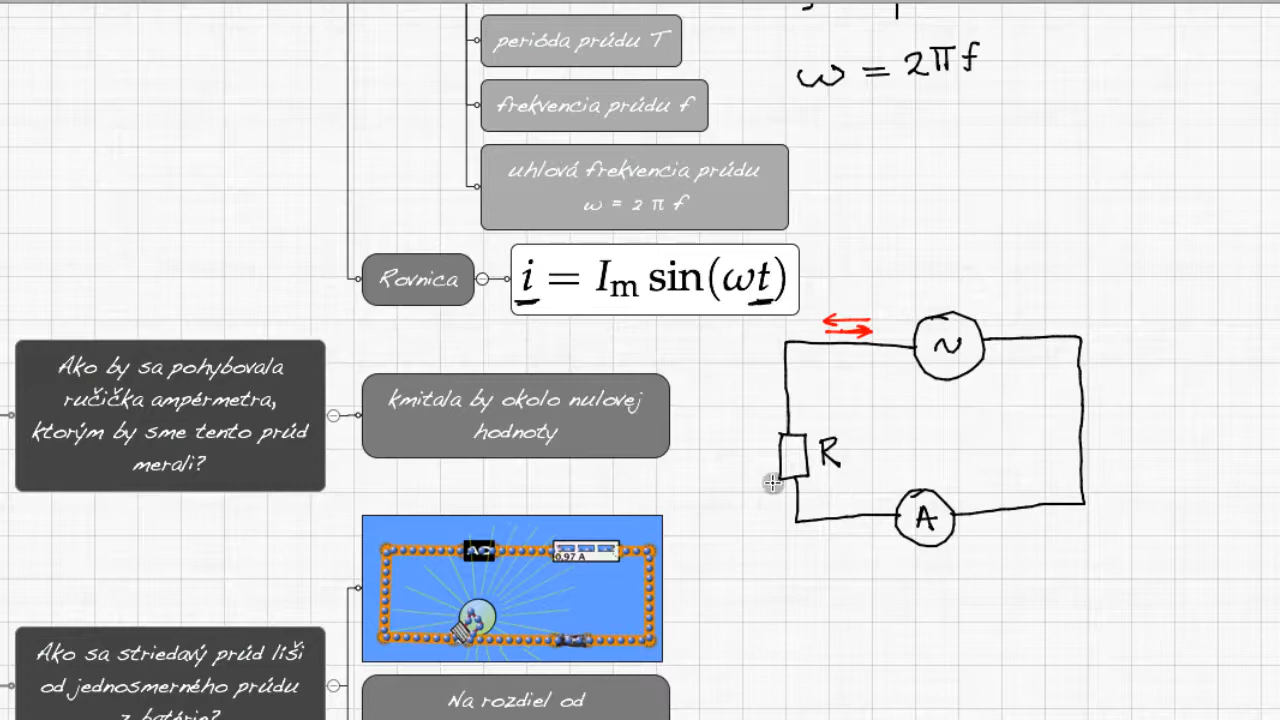 perióda prúdu T
ω = 2πf
frekvencia prúdu f
uhlová frekvencia prúdu
ω = 2 π f
Rovnica
i = Im sin(ωt)
Ako by sa pohybovala
ručička ampérmetra,
ktorým by sme tento prúd
merali?
kmitala by okolo nulovej
hodnoty
~
R
A
AC
0,97 A
Ako sa striedavý prúd líši
od jednosmerného prúdu
z batérie?
Na rozdiel od